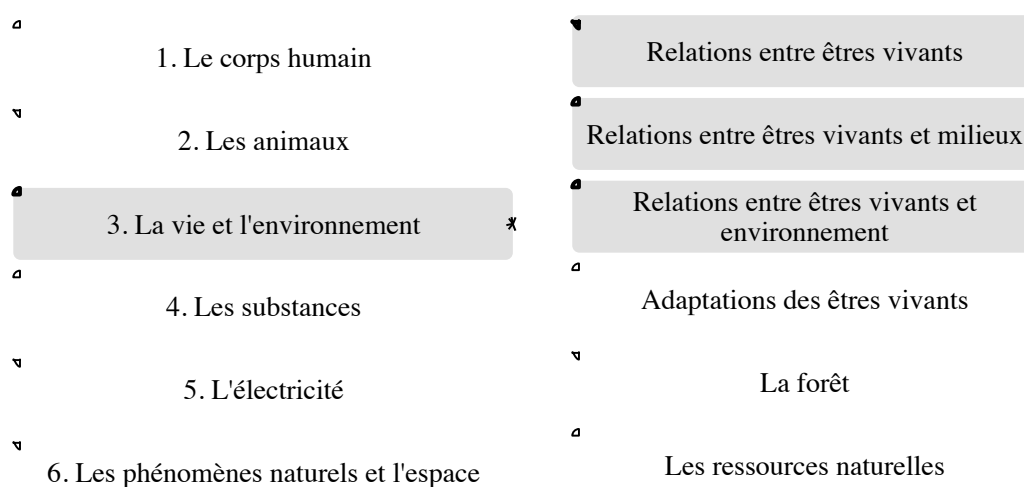 1. Le corps humain
2. Les animaux
3. La vie et l'environnement
4. Les substances
5. L'électricité
6. Les phénomènes naturels et l'espace
Relations entre êtres vivants
Relations entre êtres vivants et milieux
Relations entre êtres vivants et
environnement
Adaptations des êtres vivants
La forêt
Les ressources naturelles